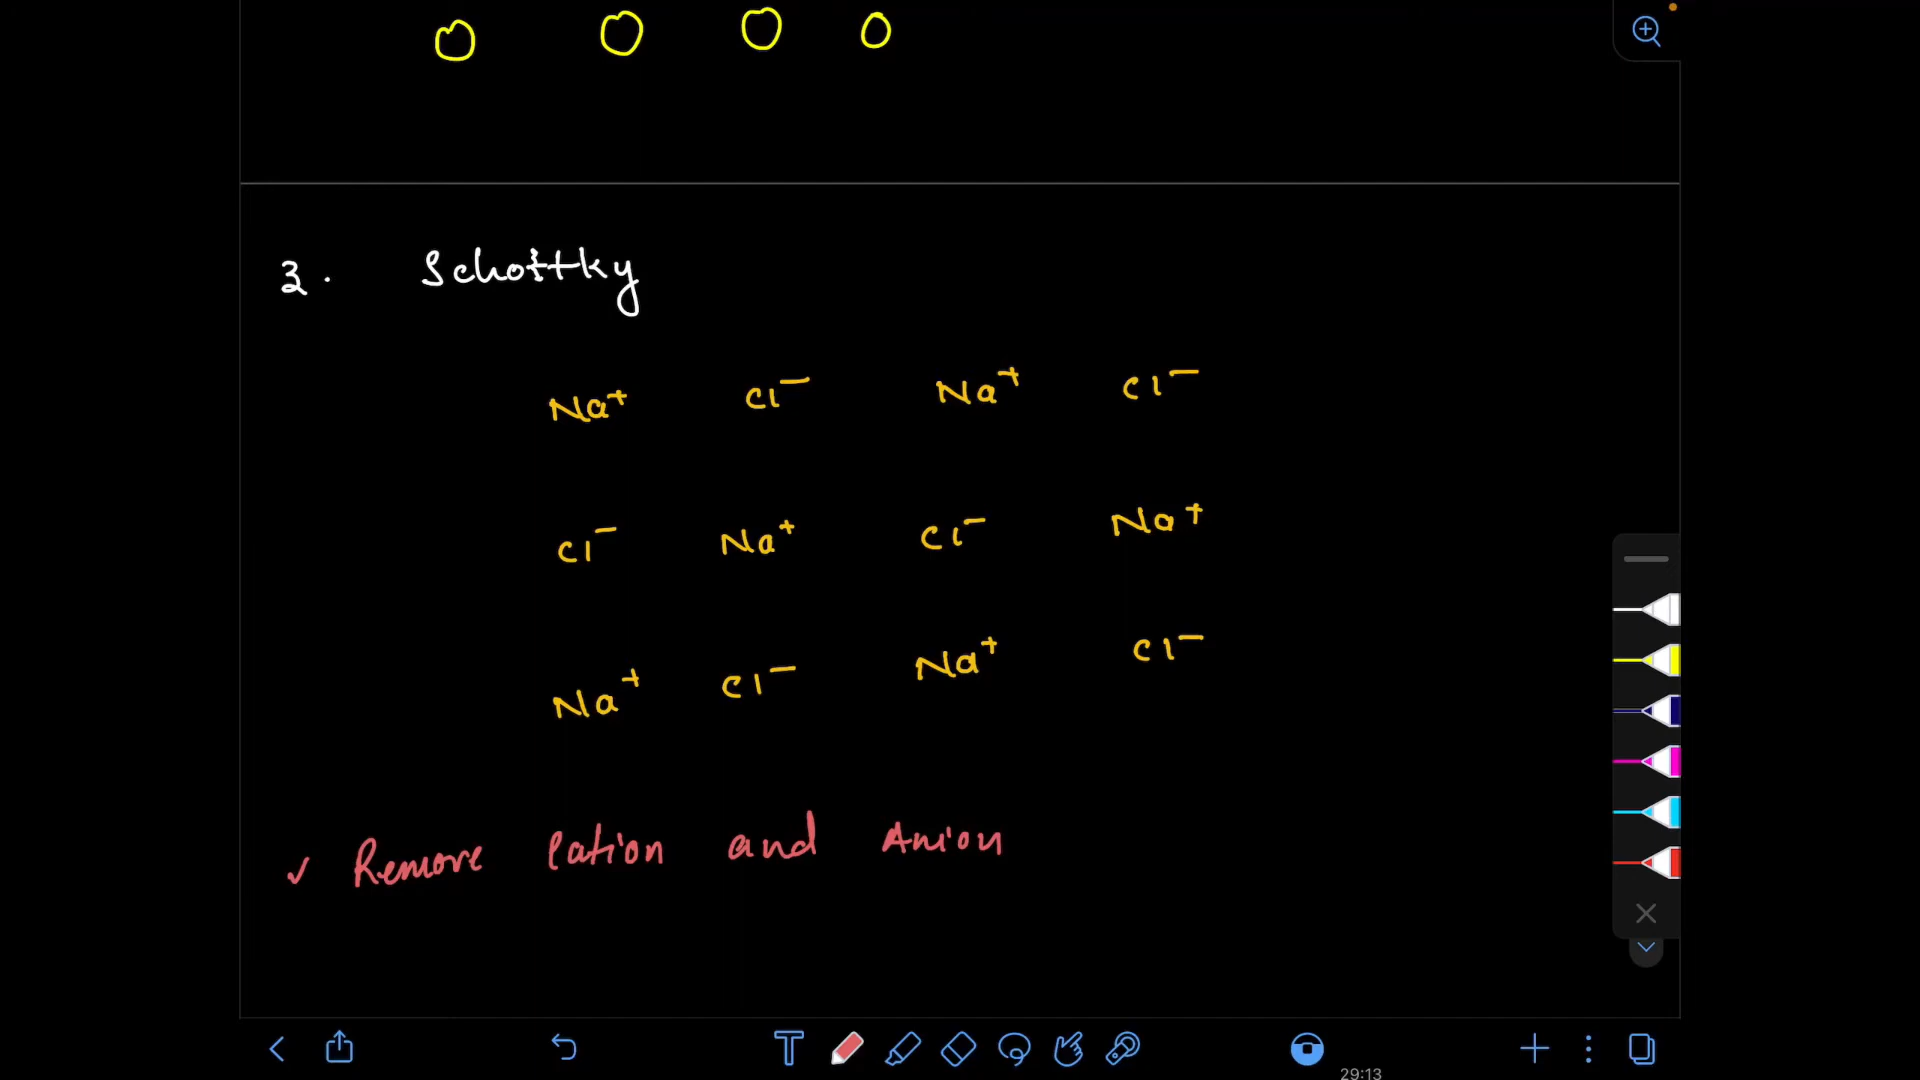 3. Schottky
Na⁺ Cl⁻ Na⁺ Cl⁻
Cl⁻ Na⁺ Cl⁻ Na⁺
Na⁺ Cl⁻ Na⁺ Cl⁻
✓ Remove Cation and Anion
29:13